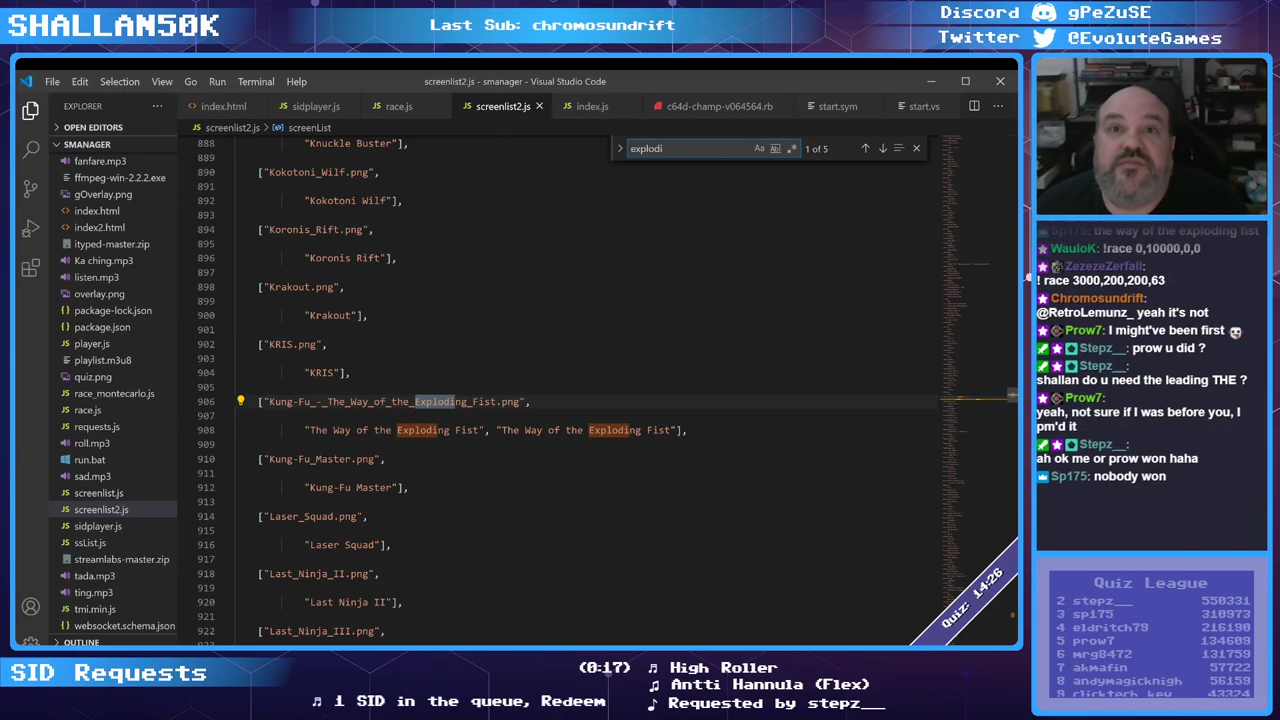 SHALLAN50K
Last Sub: chromosundrift
Discord gPeZuSE
Twitter @EvoluteGames
File Edit Selection View Go Run Terminal Help
screenlist2.js - smanager - Visual Studio Code
EXPLORER
index.html sidplayer.js race.js screenlist2.js index.js c64d-champ-v064564.rb start.sym start.vs
OPEN EDITORS
screenlist2.js > screenList
SMANAGER
fanfare.mp3
ffmpeg-win-2.2.2.exe
gOverlay.png
index.html
index2.html
ityped-master.zip
Ka ching.mp3
listen.mp3
overlay.png
package-lock.json
package.json
player.js
playlist.m3u8
quiz.png
race_montecarlo.js
race.js
requests.js
roll.mp3
run.bat
sad.mp3
screenlist.js
screenlist2.js
sidplayer.js
ssList.js
streamlabs-master.zip
tada.mp3
ting.mp3
tmi.min.js
websocket.schema.json
OUTLINE
explodi Aa ab 1 of 5
888 "Knuckle Buster"],
889
890 ["Kokotoni_Wilf.png",
891
892 "Kokotoni Wilf"],
893
894 ["Koronis_Rift.png",
895
896 "Koronis Rift"],
897
898 ["Krakout.png",
899
900 "Krakout"],
901
902 ["KRIS.png",
903
904 "KRIS"],
905
906 ["Kung-Fu_-_The_Way_of_the_Exploding_Fist.png",
907
908 "The Way of the Exploding Fist", "The Way of the Exploding Fist"],
909
910 ["Kung-Fu_Master.png",
911
912 "Kung-Fu Master"],
913
914 ["Laser_Squad.png",
915
916 "Laser Squad"],
917
918 ["Last_Ninja_II.png",
919
920 "Last Ninja II"],
921
922 ["Last_Ninja_III.png",
Quiz: 14:26
Sp175: the way of the exploding fist
WauloK: !race 0,10000,0,0
ZezezeZerfall:
! race 3000,200,200,63
Chromosundrift:
@RetroLemunz_ yeah it's not
Prow7: I might've been first
Stepz__: prow u did ?
Stepz__:
shallan do u need the leading THE ?
Prow7:
yeah, not sure if I was before you, I
pm'd it
Stepz__:
ah ok me or prow won haha
Sp175: nobody won
Quiz League
2 stepz__ 550331
3 sp175 310973
4 eldritch79 216190
5 prow7 134609
6 mrg8472 131759
7 akmafin 57722
8 andymagicknigh 56159
9 clicktech_key 43324
SID Requests
(0:17) High Roller
Antti Hannula (Flex)
1 SID in the queue, Redeem
Requested by stepz__